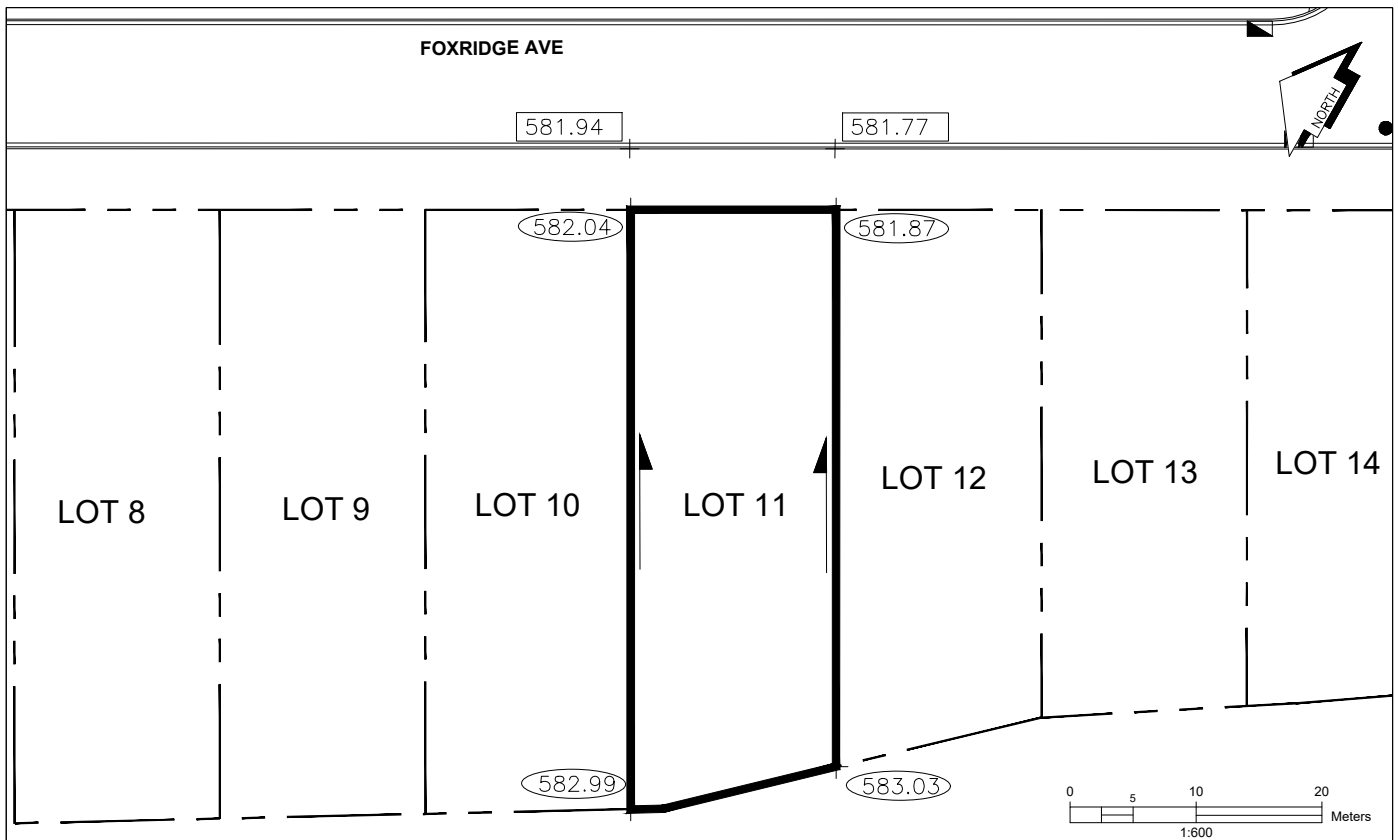 FOXRIDGE AVE
581.94
581.77
NORTH
582.04
581.87
LOT 8
LOT 9
LOT 10
LOT 11
LOT 12
LOT 13
LOT 14
582.99
583.03
0
5
10
20
Meters
1:600